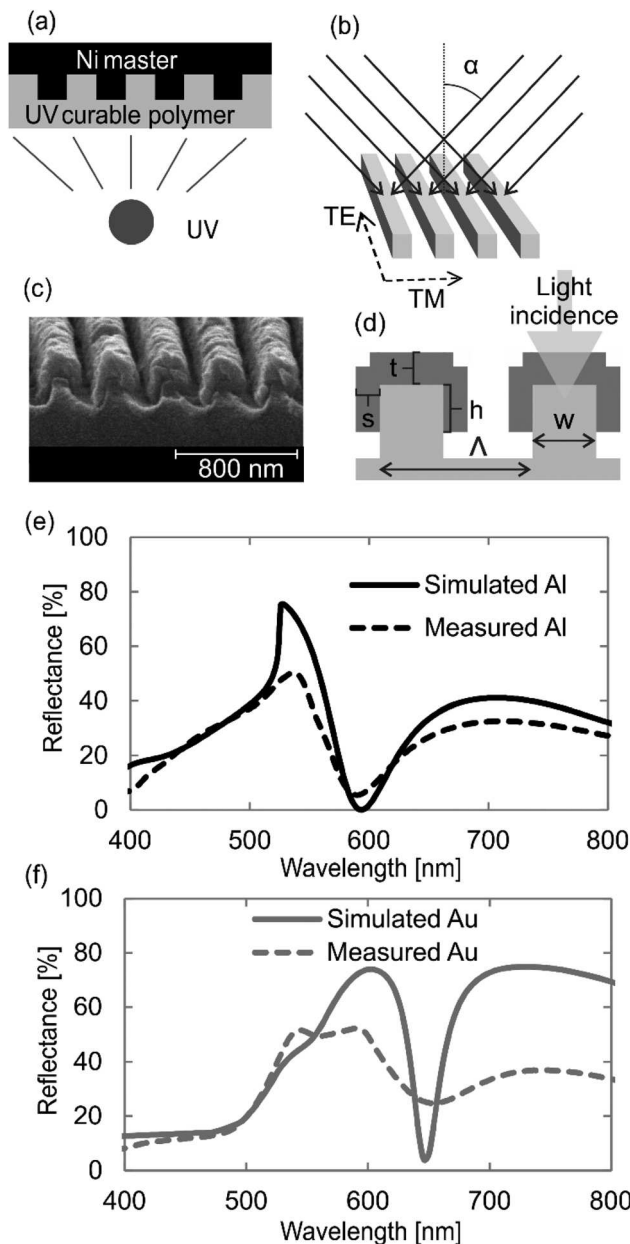 (a)
Ni master
UV curable polymer
UV
(b)
α
TE
TM
(c)
800 nm
(d)
Light
incidence
t
s
h
w
Λ
(e)
100
80
60
40
20
0
Reflectance [%]
Simulated Al
Measured Al
400 500 600 700 800
Wavelength [nm]
(f)
100
80
60
40
20
0
Reflectance [%]
Simulated Au
Measured Au
400 500 600 700 800
Wavelength [nm]